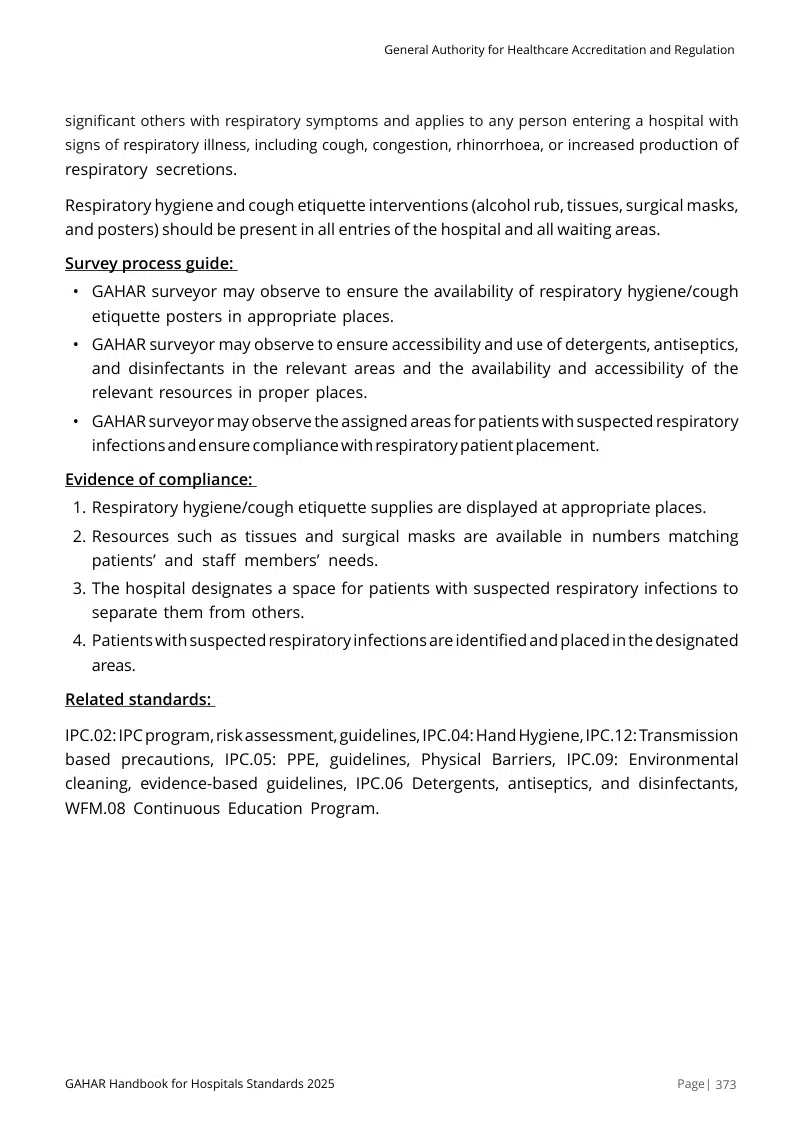 General Authority for Healthcare Accreditation and Regulation
significant others with respiratory symptoms and applies to any person entering a hospital with
signs of respiratory illness, including cough, congestion, rhinorrhoea, or increased production of
respiratory secretions.
Respiratory hygiene and cough etiquette interventions (alcohol rub, tissues, surgical masks,
and posters) should be present in all entries of the hospital and all waiting areas.
Survey process guide:
• GAHAR surveyor may observe to ensure the availability of respiratory hygiene/cough
etiquette posters in appropriate places.
• GAHAR surveyor may observe to ensure accessibility and use of detergents, antiseptics,
and disinfectants in the relevant areas and the availability and accessibility of the
relevant resources in proper places.
• GAHAR surveyor may observe the assigned areas for patients with suspected respiratory
infections and ensure compliance with respiratory patient placement.
Evidence of compliance:
1. Respiratory hygiene/cough etiquette supplies are displayed at appropriate places.
2. Resources such as tissues and surgical masks are available in numbers matching
patients’ and staff members’ needs.
3. The hospital designates a space for patients with suspected respiratory infections to
separate them from others.
4. Patients with suspected respiratory infections are identified and placed in the designated
areas.
Related standards:
IPC.02: IPC program, risk assessment, guidelines, IPC.04: Hand Hygiene, IPC.12: Transmission
based precautions, IPC.05: PPE, guidelines, Physical Barriers, IPC.09: Environmental
cleaning, evidence-based guidelines, IPC.06 Detergents, antiseptics, and disinfectants,
WFM.08 Continuous Education Program.
GAHAR Handbook for Hospitals Standards 2025
Page| 373